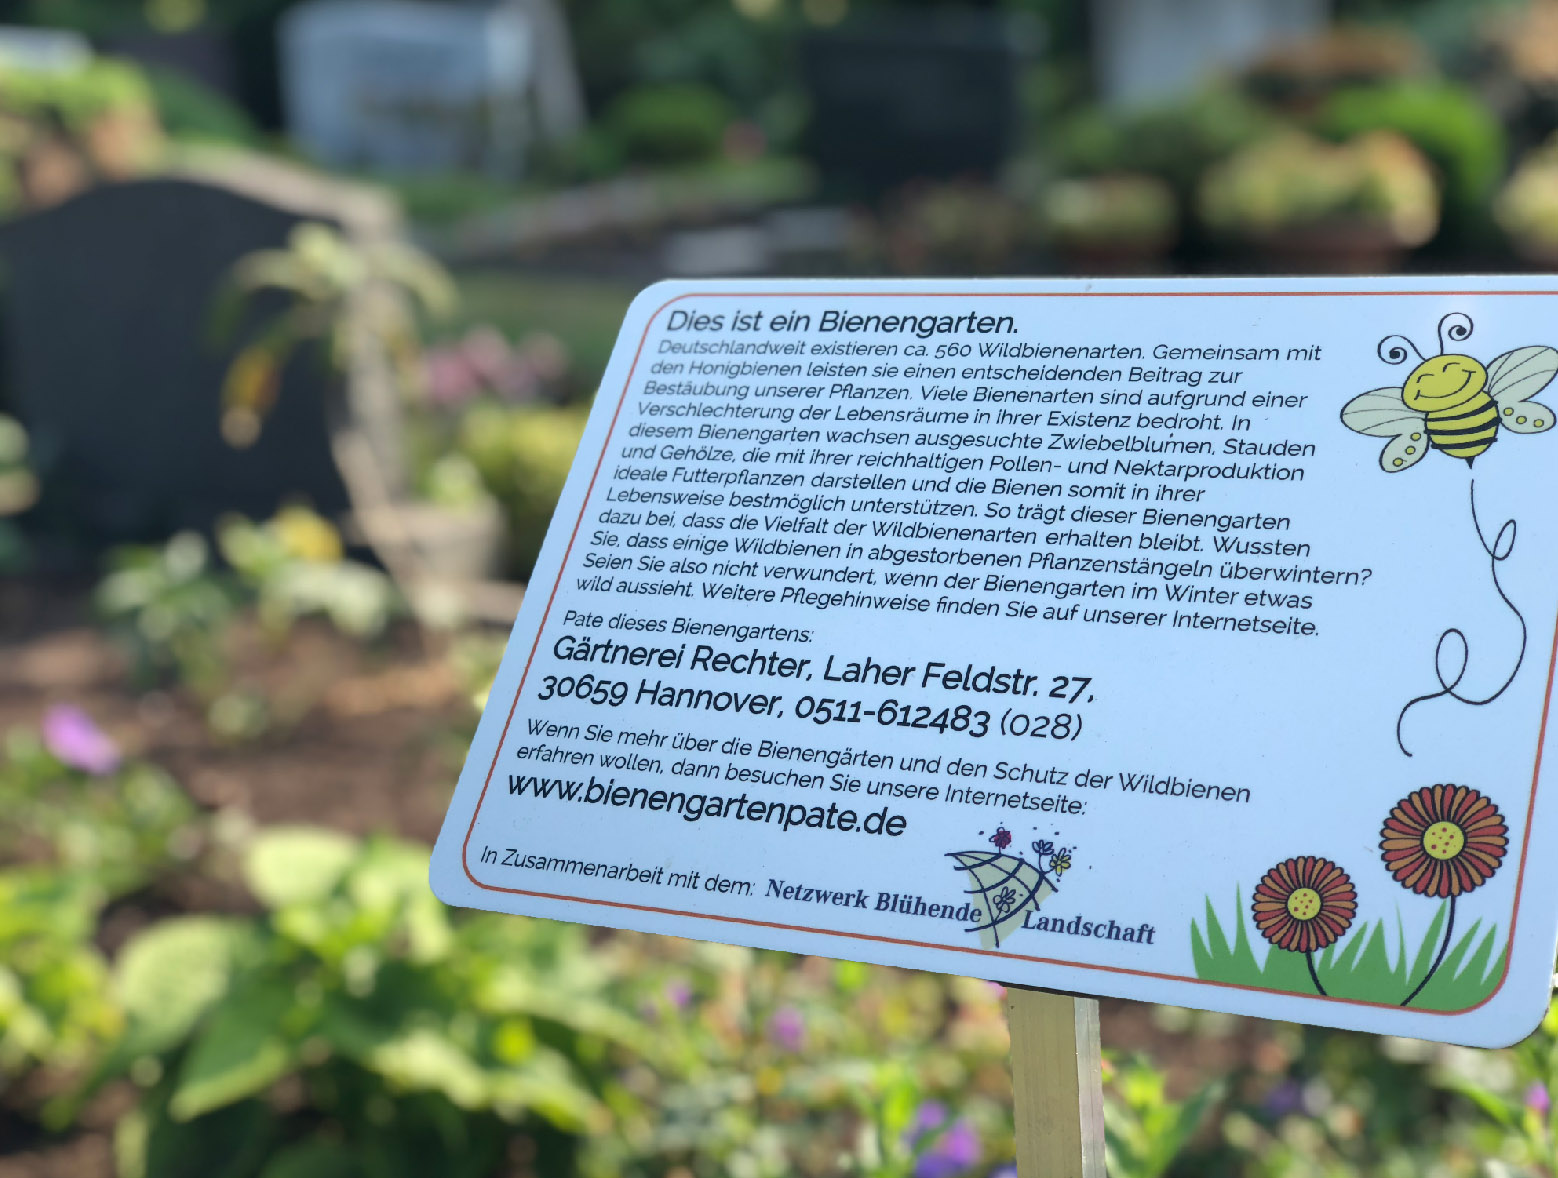 Dies ist ein Bienengarten.
Deutschlandweit existieren ca. 560 Wildbienenarten. Gemeinsam mit
den Honigbienen leisten sie einen entscheidenden Beitrag zur
Bestäubung unserer Pflanzen. Viele Bienenarten sind aufgrund einer
Verschlechterung der Lebensräume in ihrer Existenz bedroht. In
diesem Bienengarten wachsen ausgesuchte Zwiebelblumen, Stauden
und Gehölze, die mit ihrer reichhaltigen Pollen- und Nektarproduktion
ideale Futterpflanzen darstellen und die Bienen somit in ihrer
Lebensweise bestmöglich unterstützen. So trägt dieser Bienengarten
dazu bei, dass die Vielfalt der Wildbienenarten erhalten bleibt. Wussten
Sie, dass einige Wildbienen in abgestorbenen Pflanzenstängeln überwintern?
Seien Sie also nicht verwundert, wenn der Bienengarten im Winter etwas
wild aussieht. Weitere Pflegehinweise finden Sie auf unserer Internetseite.
Pate dieses Bienengartens:
Gärtnerei Rechter, Laher Feldstr. 27,
30659 Hannover, 0511-612483 (028)
Wenn Sie mehr über die Bienengärten und den Schutz der Wildbienen
erfahren wollen, dann besuchen Sie unsere Internetseite:
www.bienengartenpate.de
In Zusammenarbeit mit dem: Netzwerk Blühende Landschaft